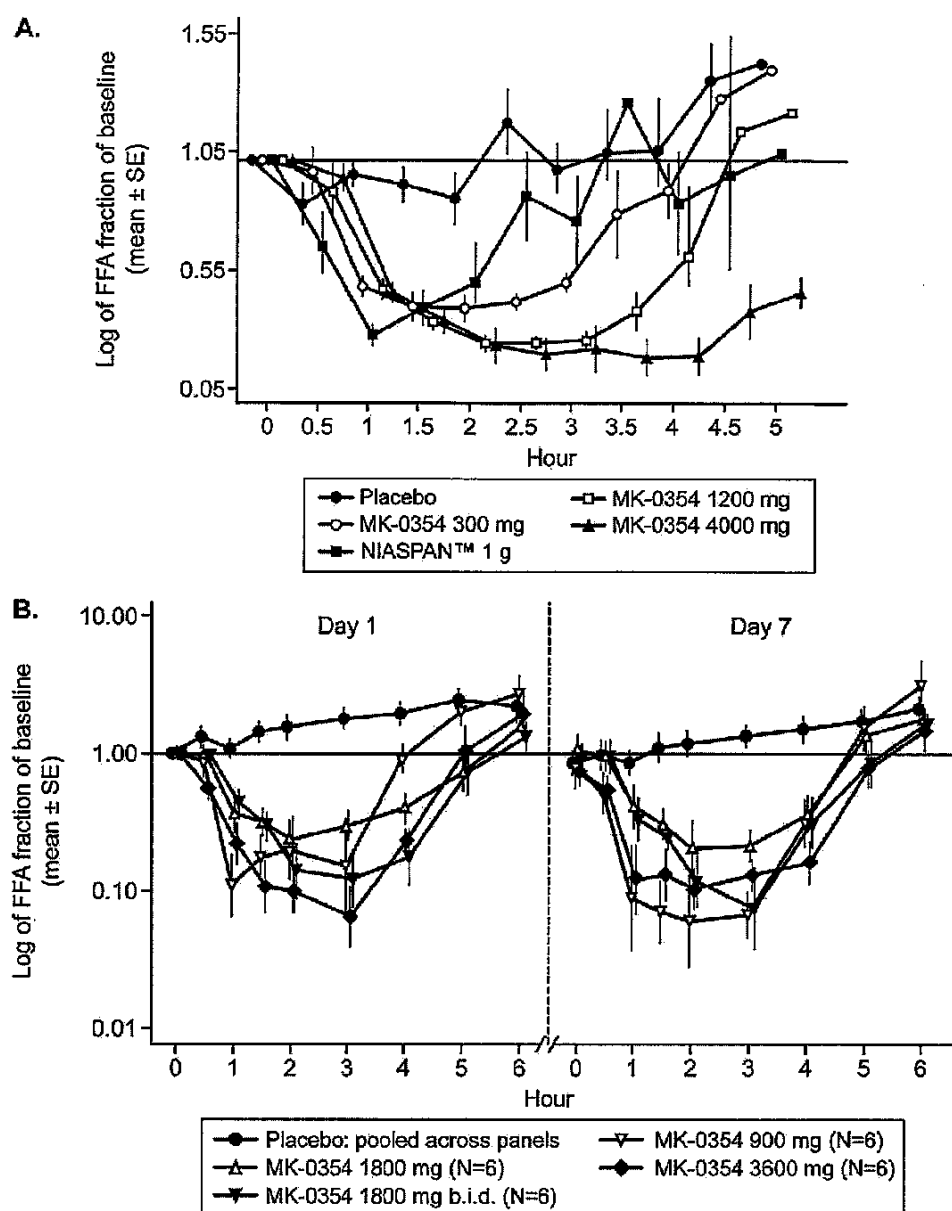 A.
1.55
1.05
0.55
0.05
Log of FFA fraction of baseline
(mean ± SE)
0 0.5 1 1.5 2 2.5 3 3.5 4 4.5 5
Hour
Placebo MK-0354 1200 mg
MK-0354 300 mg MK-0354 4000 mg
NIASPAN™ 1 g
B.
Day 1 Day 7
10.00
1.00
0.10
0.01
Log of FFA fraction of baseline
(mean ± SE)
0 1 2 3 4 5 6 0 1 2 3 4 5 6
Hour
Placebo: pooled across panels MK-0354 900 mg (N=6)
MK-0354 1800 mg (N=6) MK-0354 3600 mg (N=6)
MK-0354 1800 mg b.i.d. (N=6)